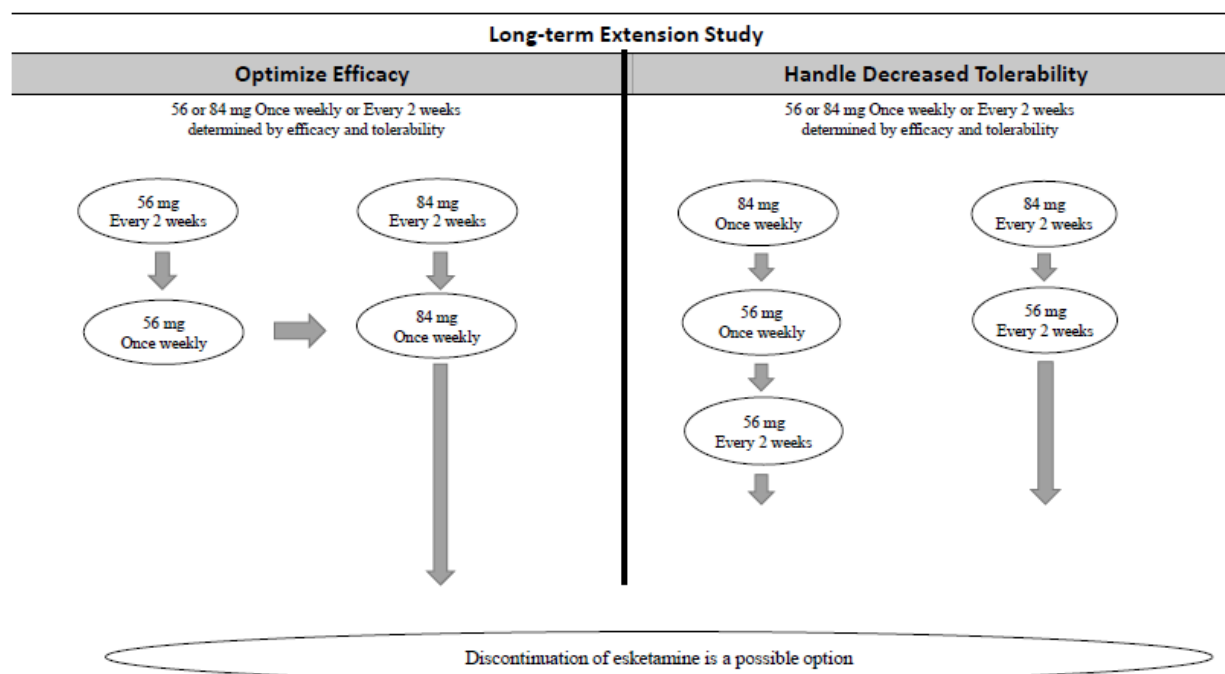 Long-term Extension Study
Optimize Efficacy
56 or 84 mg Once weekly or Every 2 weeks
determined by efficacy and tolerability
56 mg
Every 2 weeks
84 mg
Every 2 weeks
56 mg
Once weekly
84 mg
Once weekly
Handle Decreased Tolerability
56 or 84 mg Once weekly or Every 2 weeks
determined by efficacy and tolerability
84 mg
Once weekly
84 mg
Every 2 weeks
56 mg
Once weekly
56 mg
Every 2 weeks
56 mg
Every 2 weeks
Discontinuation of esketamine is a possible option